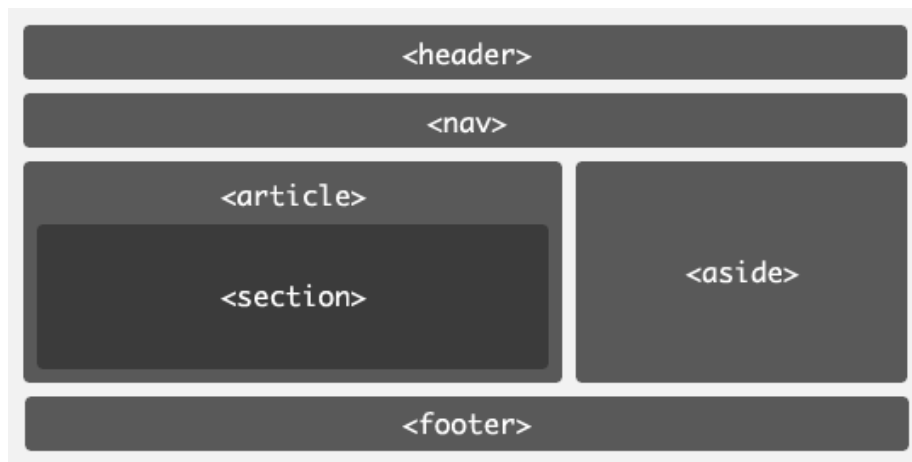 <header>
<nav>
<article>
<section>
<aside>
<footer>